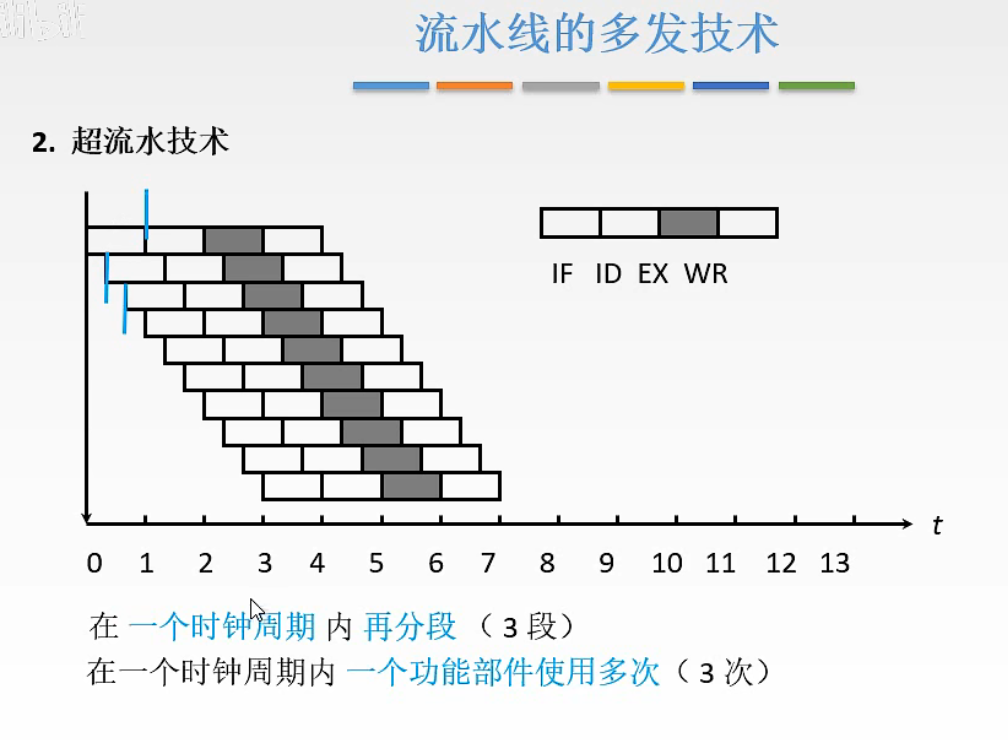 流水线的多发技术
2. 超流水技术
IF ID EX WR
t
0 1 2 3 4 5 6 7 8 9 10 11 12 13
在 一个时钟周期 内 再分段 （ 3 段）
在一个时钟周期内 一个功能部件使用多次（ 3 次）